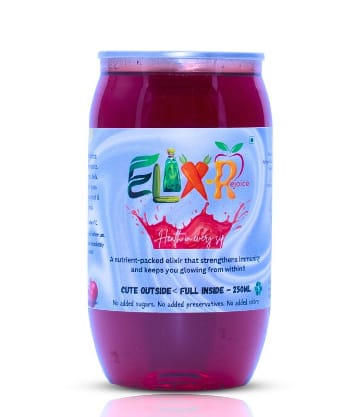 ELIX-Rejoice
Health in every sip
A nutrient-packed elixir that strengthens immunity
and keeps you glowing from within!!
CUTE OUTSIDE < FULL INSIDE - 250ML
No added sugars. No added preservatives. No added colors